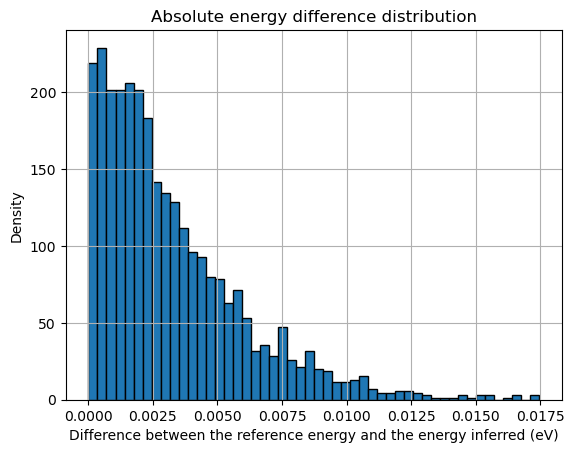 Absolute energy difference distribution
Density
200
150
100
50
0
0.0000 0.0025 0.0050 0.0075 0.0100 0.0125 0.0150 0.0175
Difference between the reference energy and the energy inferred (eV)